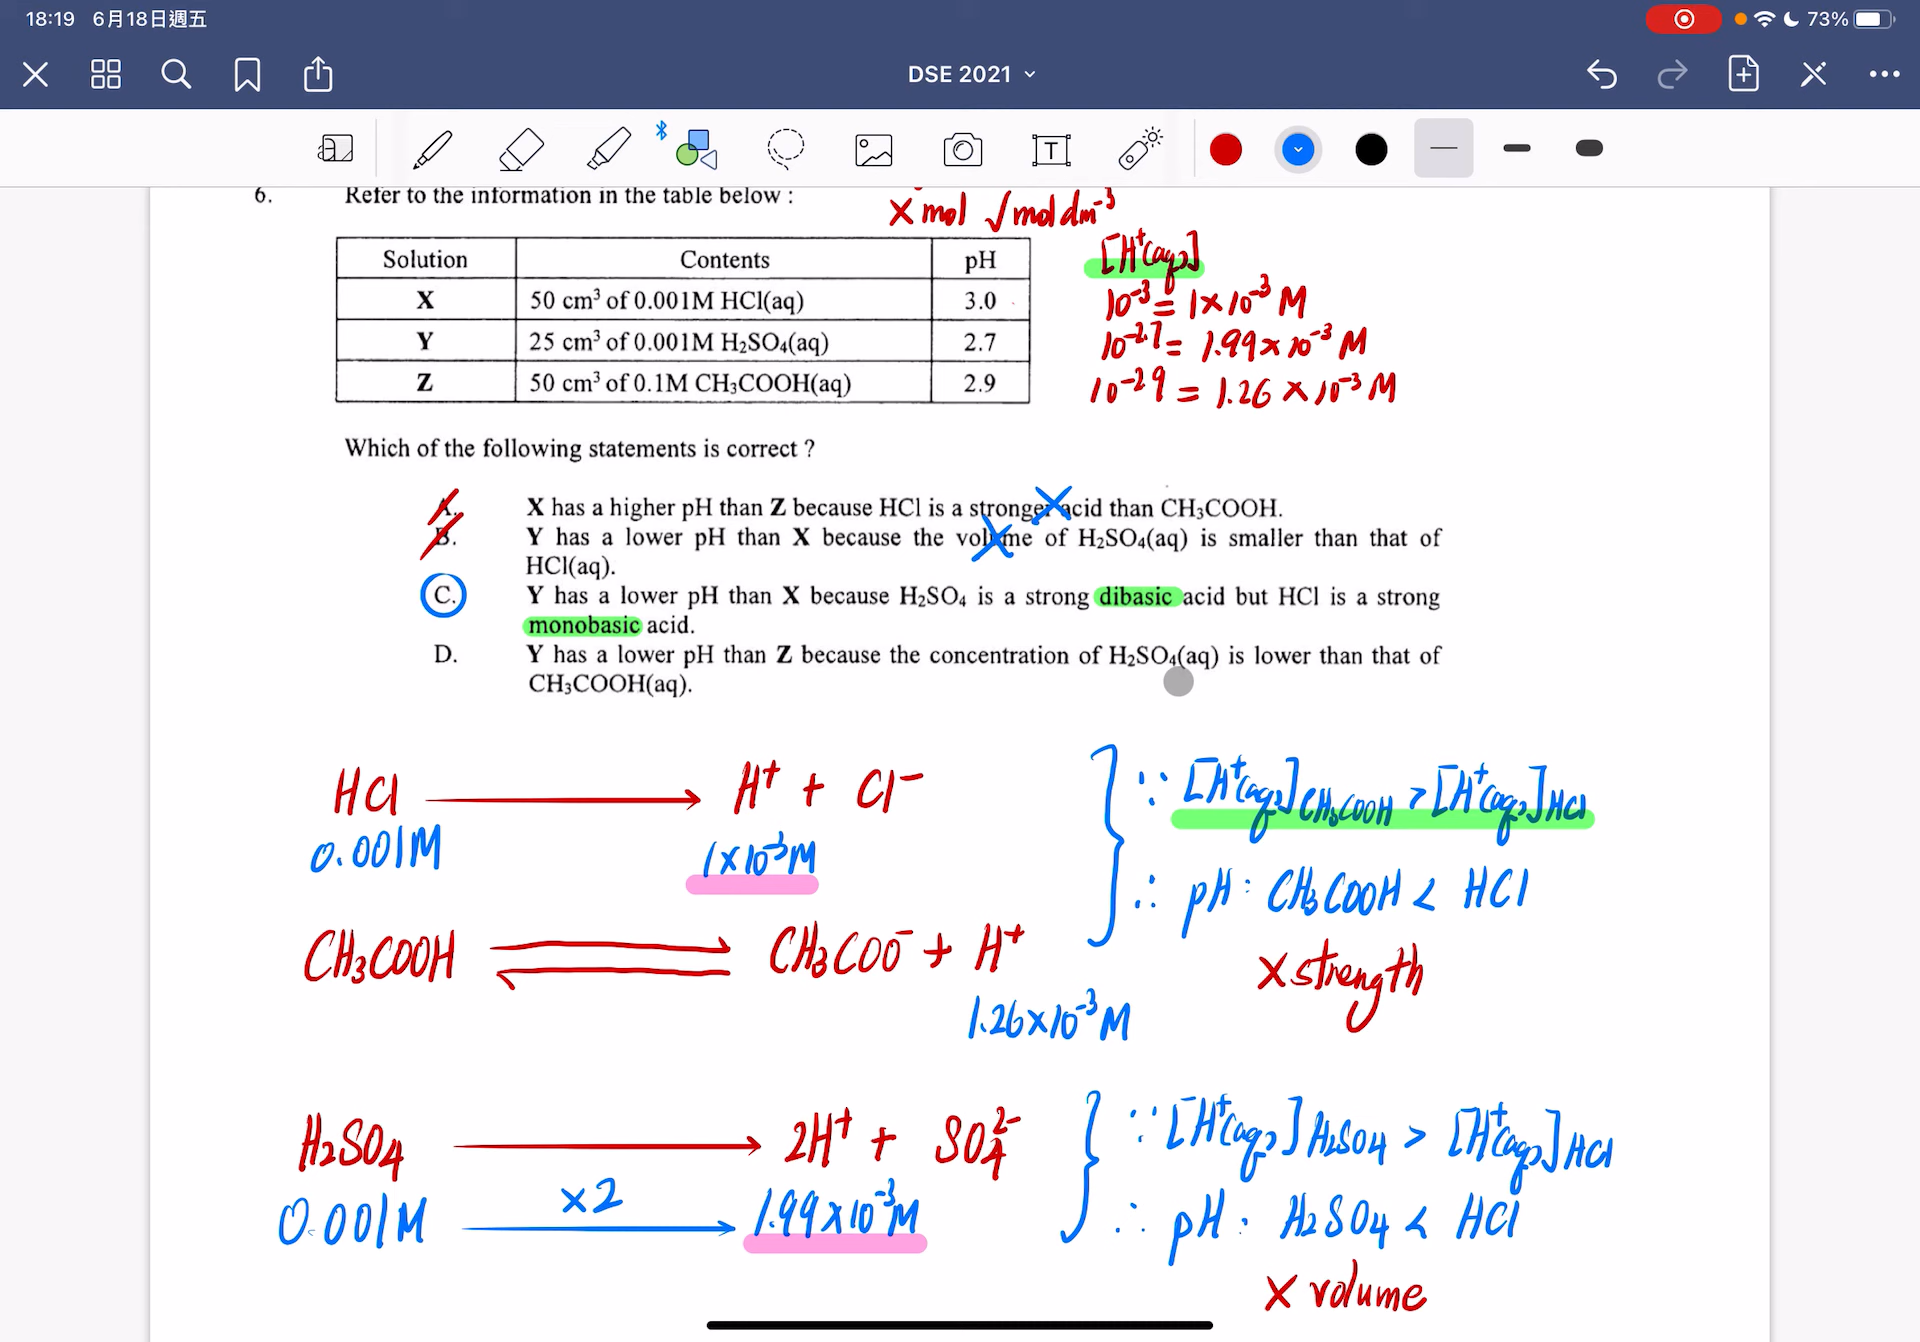 18:19 6月18日週五
73%
DSE 2021
T
6. Refer to the information in the table below :
X mol √ mol dm⁻³
Solution Contents pH
X 50 cm³ of 0.001M HCl(aq) 3.0
Y 25 cm³ of 0.001M H₂SO₄(aq) 2.7
Z 50 cm³ of 0.1M CH₃COOH(aq) 2.9
[H⁺(aq)]
10⁻³ = 1×10⁻³ M
10⁻²·⁷ = 1.99×10⁻³ M
10⁻²·⁹ = 1.26 × 10⁻³ M
Which of the following statements is correct ?
A. X has a higher pH than Z because HCl is a stronger acid than CH₃COOH.
B. Y has a lower pH than X because the volume of H₂SO₄(aq) is smaller than that of
HCl(aq).
C. Y has a lower pH than X because H₂SO₄ is a strong dibasic acid but HCl is a strong
monobasic acid.
D. Y has a lower pH than Z because the concentration of H₂SO₄(aq) is lower than that of
CH₃COOH(aq).
HCl → H⁺ + Cl⁻
0.001M 1×10⁻³M
CH₃COOH ⇌ CH₃COO⁻ + H⁺
1.26×10⁻³M
∵ [H⁺(aq)]CH₃COOH > [H⁺(aq)]HCl
∴ pH : CH₃COOH < HCl
X strength
H₂SO₄ → 2H⁺ + SO₄²⁻
0.001M ×2 → 1.99×10⁻³M
∵ [H⁺(aq)]H₂SO₄ > [H⁺(aq)]HCl
∴ pH : H₂SO₄ < HCl
X volume